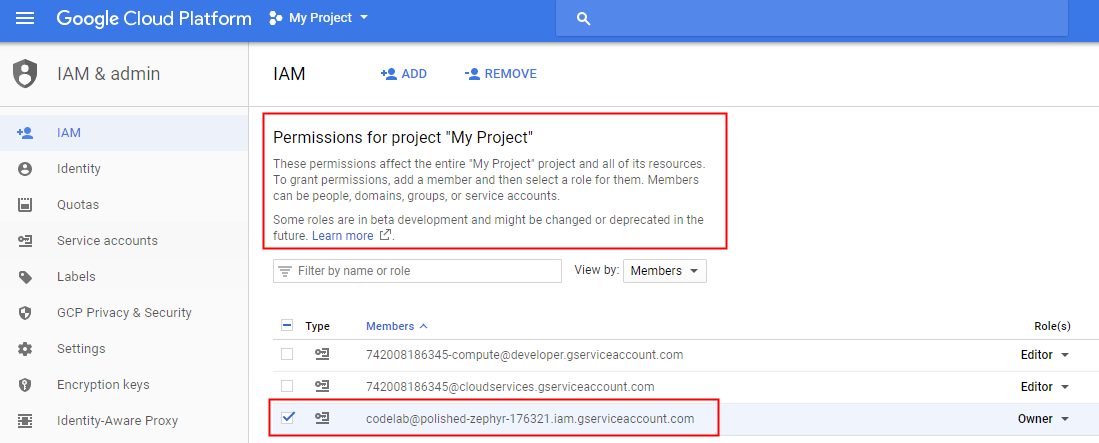 Google Cloud Platform My Project
IAM & admin
IAM ADD REMOVE
IAM
Identity
Quotas
Service accounts
Labels
GCP Privacy & Security
Settings
Encryption keys
Identity-Aware Proxy
Permissions for project "My Project"
These permissions affect the entire "My Project" project and all of its resources.
To grant permissions, add a member and then select a role for them. Members
can be people, domains, groups, or service accounts.
Some roles are in beta development and might be changed or deprecated in the
future. Learn more .
Filter by name or role View by: Members
Type Members Role(s)
742008186345-compute@developer.gserviceaccount.com Editor
742008186345@cloudservices.gserviceaccount.com Editor
codelab@polished-zephyr-176321.iam.gserviceaccount.com Owner